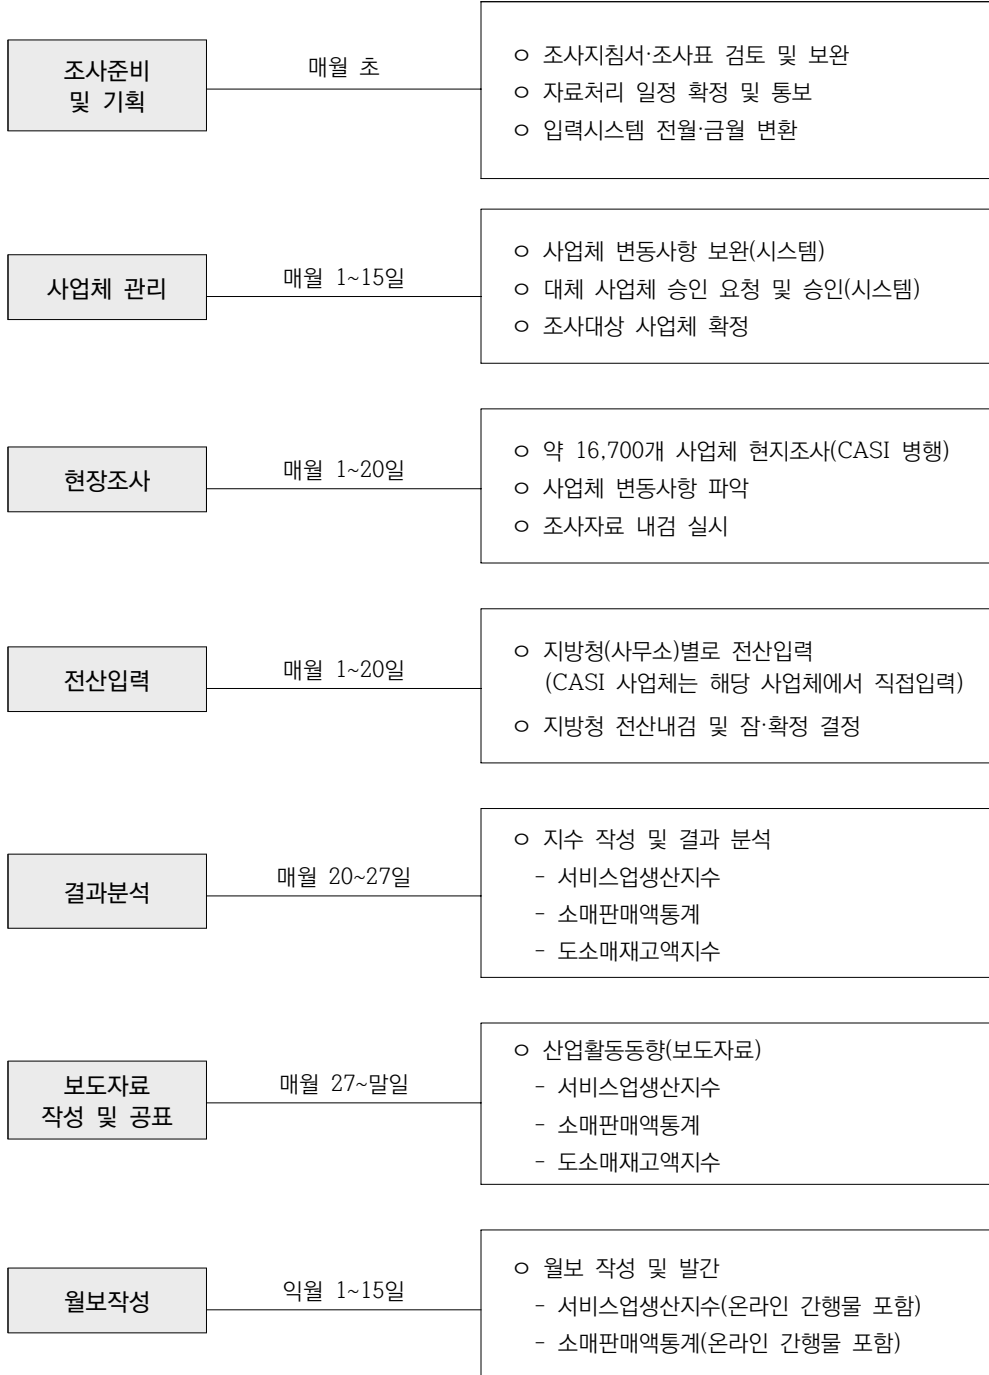 조사준비
및 기획
매월 초
ㅇ 조사지침서·조사표 검토 및 보완
ㅇ 자료처리 일정 확정 및 통보
ㅇ 입력시스템 전월·금월 변환
사업체 관리
매월 1~15일
ㅇ 사업체 변동사항 보완(시스템)
ㅇ 대체 사업체 승인 요청 및 승인(시스템)
ㅇ 조사대상 사업체 확정
현장조사
매월 1~20일
ㅇ 약 16,700개 사업체 현지조사(CASI 병행)
ㅇ 사업체 변동사항 파악
ㅇ 조사자료 내검 실시
전산입력
매월 1~20일
ㅇ 지방청(사무소)별로 전산입력
(CASI 사업체는 해당 사업체에서 직접입력)
ㅇ 지방청 전산내검 및 잠·확정 결정
결과분석
매월 20~27일
ㅇ 지수 작성 및 결과 분석
- 서비스업생산지수
- 소매판매액통계
- 도소매재고액지수
보도자료
작성 및 공표
매월 27~말일
ㅇ 산업활동동향(보도자료)
- 서비스업생산지수
- 소매판매액통계
- 도소매재고액지수
월보작성
익월 1~15일
ㅇ 월보 작성 및 발간
- 서비스업생산지수(온라인 간행물 포함)
- 소매판매액통계(온라인 간행물 포함)